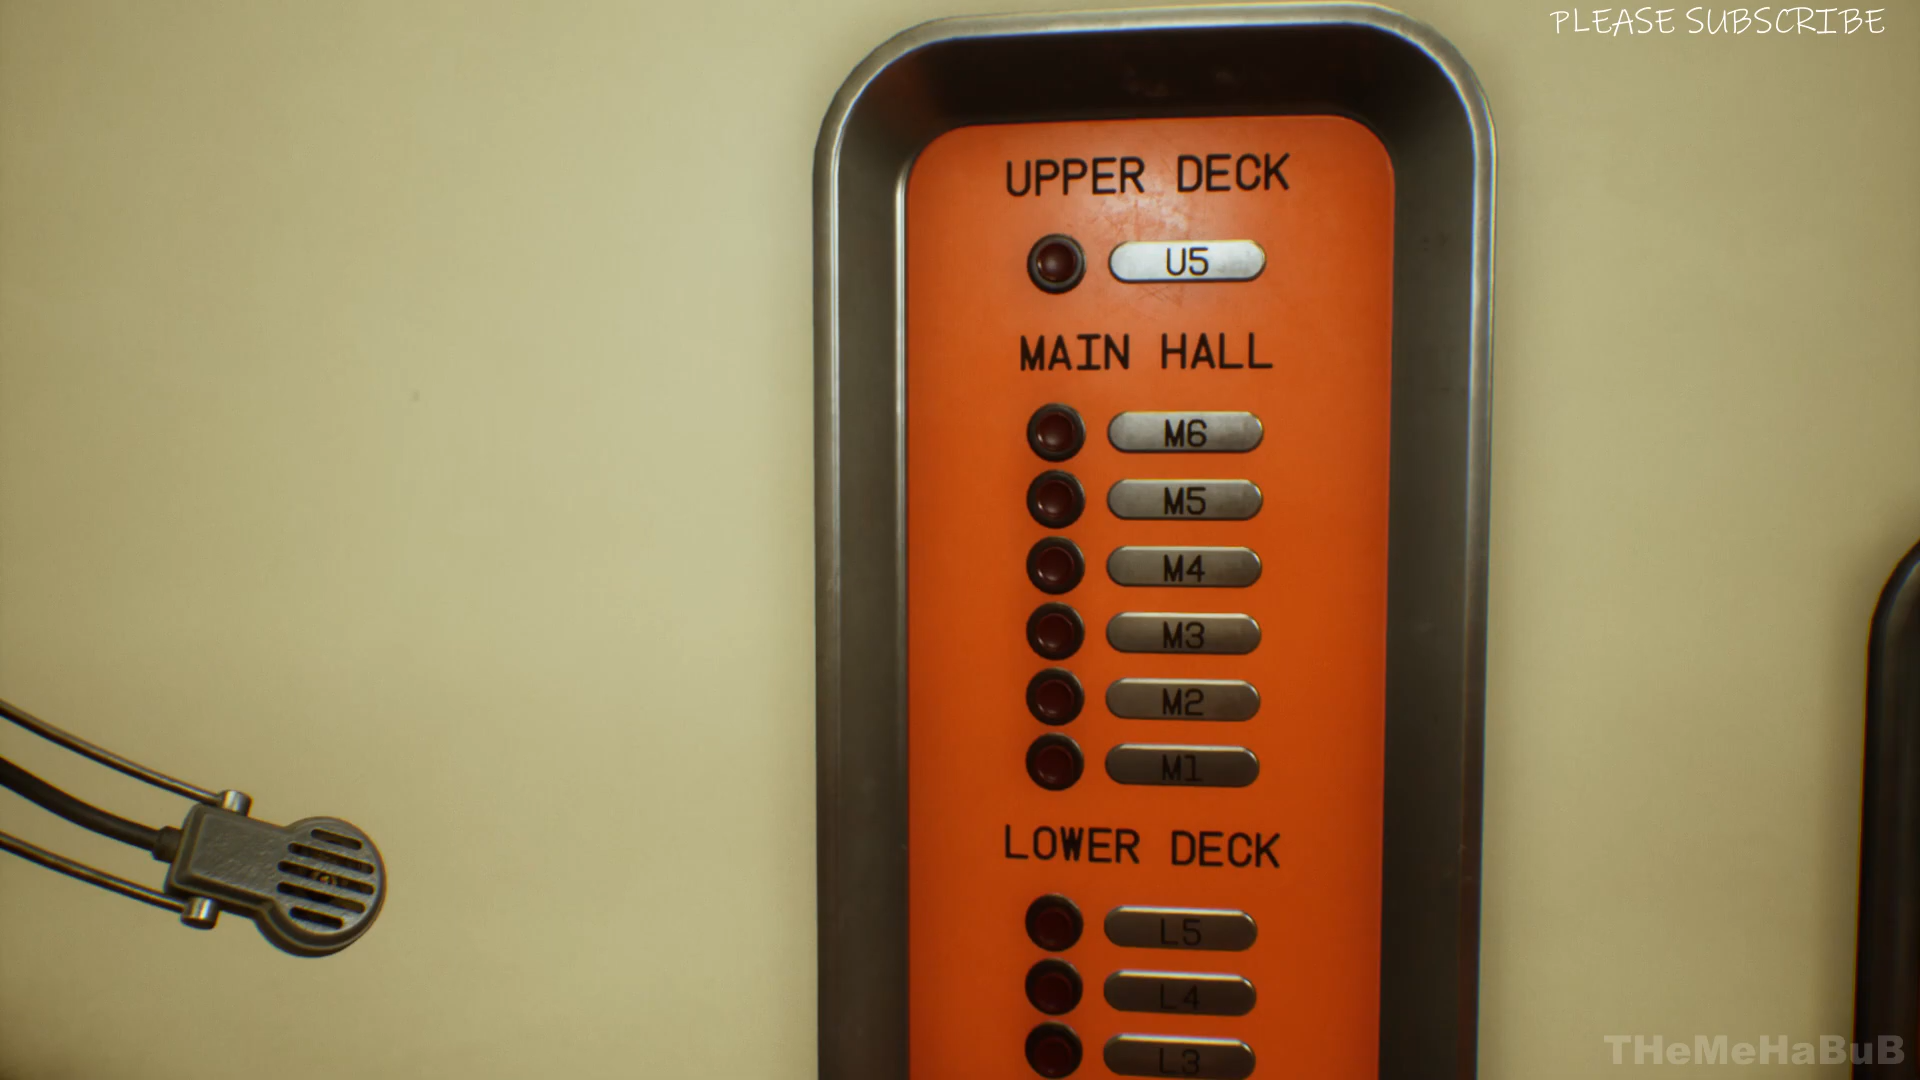 PLEASE SUBSCRIBE
UPPER DECK
U5
MAIN HALL
M6
M5
M4
M3
M2
M1
LOWER DECK
L5
L4
L3
THeMeHaBuB